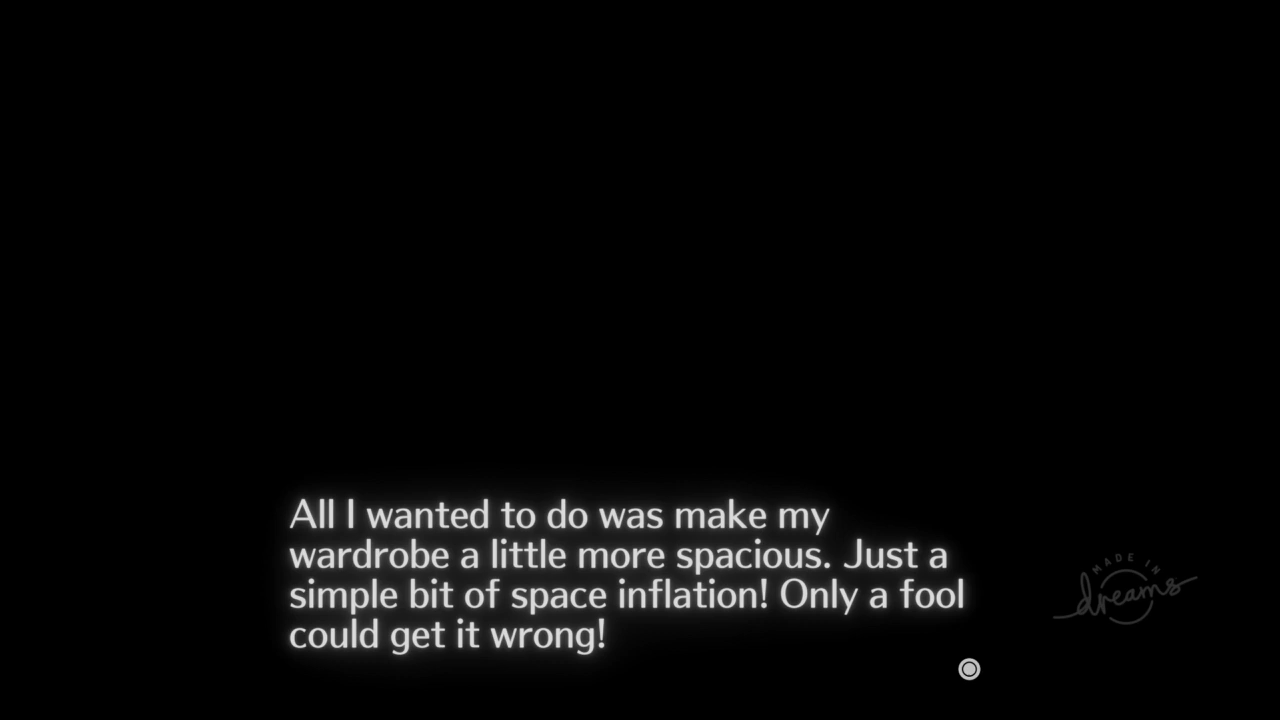 All I wanted to do was make my
wardrobe a little more spacious. Just a
simple bit of space inflation! Only a fool
could get it wrong!
MADE IN
dreams